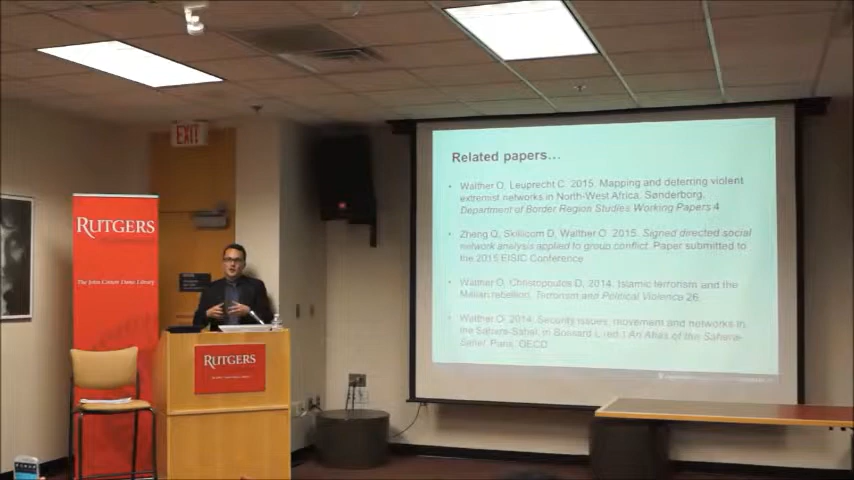 EXIT
RUTGERS
The John Cotton Dana Library
RUTGERS
Related papers...
• Walther O, Leuprecht C. 2015. Mapping and deterring violent
extremist networks in North-West Africa. Sønderborg,
Department of Border Region Studies Working Papers 4
• Zheng Q, Skillicorn D, Walther O. 2015. Signed directed social
network analysis applied to group conflict. Paper submitted to
the 2015 EISIC Conference
• Walther O, Christopoulos D. 2014. Islamic terrorism and the
Malian rebellion. Terrorism and Political Violence 26.
• Walther O. 2014. Security issues, movement and networks in
the Sahara-Sahel, in Bossard L (ed.) An Atlas of the Sahara-
Sahel. Paris, OECD